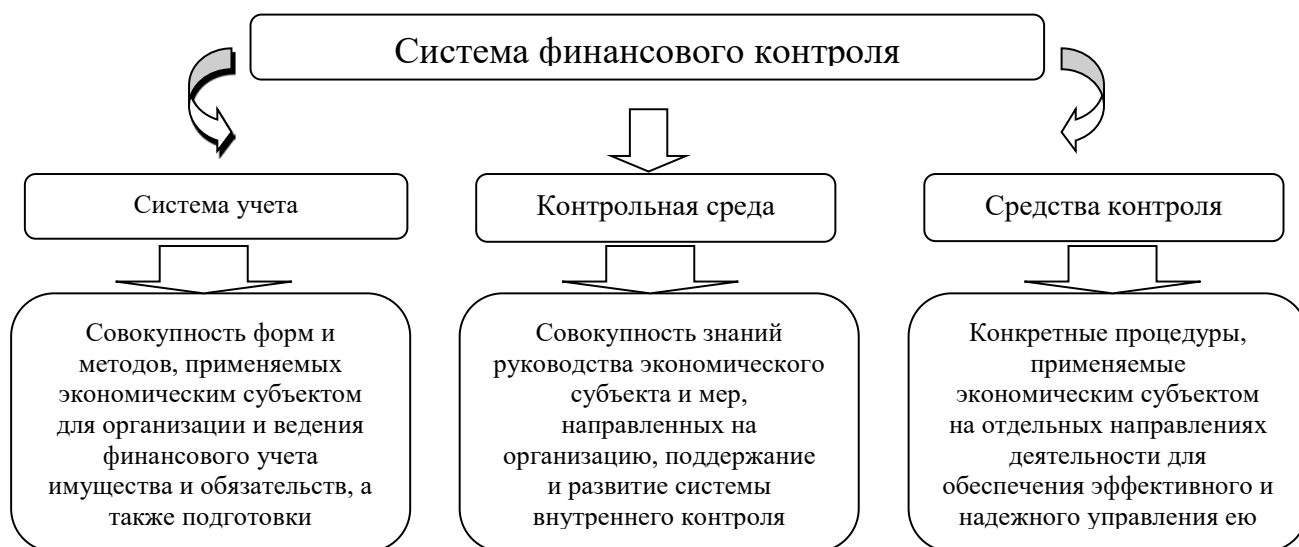 Система финансового контроля
Система учета
Контрольная среда
Средства контроля
Совокупность форм и
методов, применяемых
экономическим субъектом
для организации и ведения
финансового учета
имущества и обязательств, а
также подготовки
Совокупность знаний
руководства экономического
субъекта и мер,
направленных на
организацию, поддержание
и развитие системы
внутреннего контроля
Конкретные процедуры,
применяемые
экономическим субъектом
на отдельных направлениях
деятельности для
обеспечения эффективного и
надежного управления ею